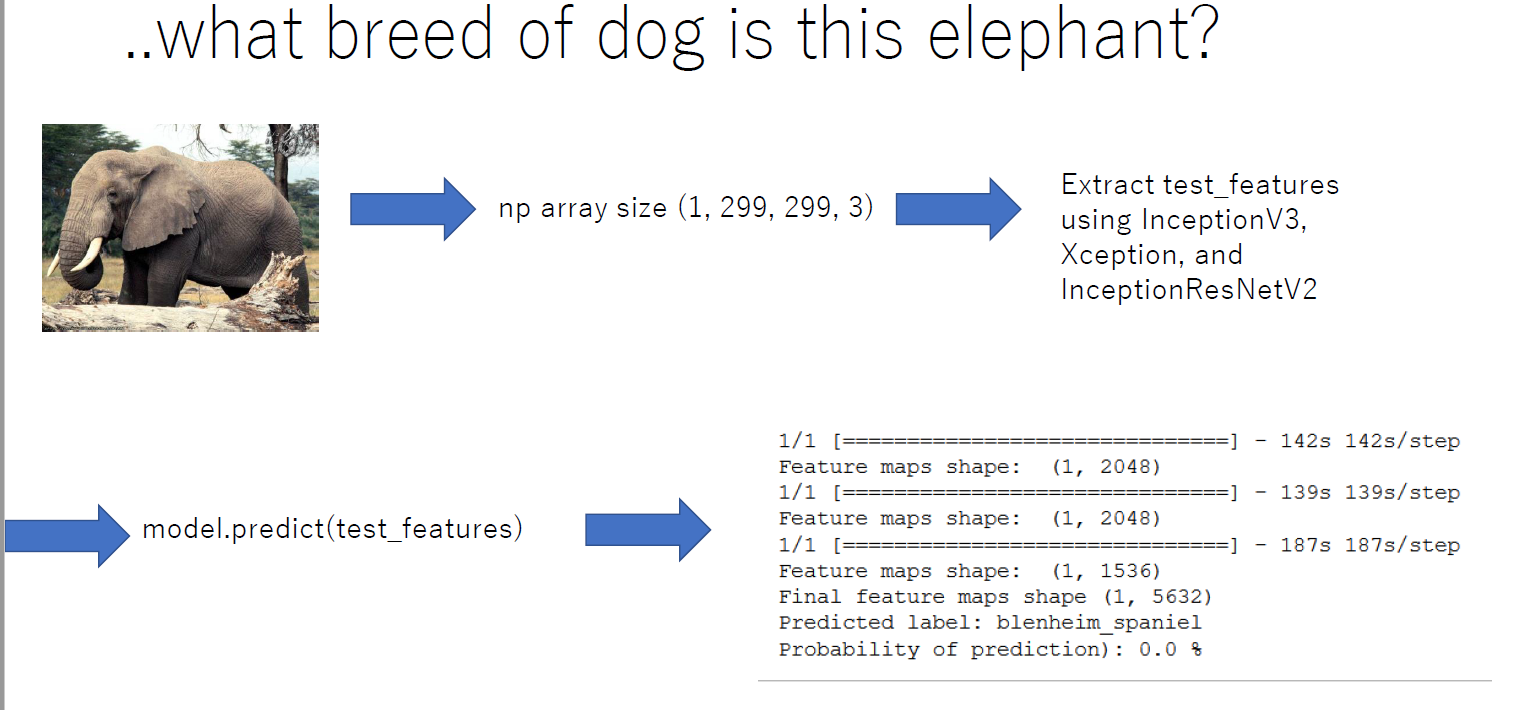 ..what breed of dog is this elephant?
np array size (1, 299, 299, 3)
Extract test_features
using InceptionV3,
Xception, and
InceptionResNetV2
model.predict(test_features)
1/1 [==============================] - 142s 142s/step
Feature maps shape:  (1, 2048)
1/1 [==============================] - 139s 139s/step
Feature maps shape:  (1, 2048)
1/1 [==============================] - 187s 187s/step
Feature maps shape:  (1, 1536)
Final feature maps shape (1, 5632)
Predicted label: blenheim_spaniel
Probability of prediction): 0.0 %